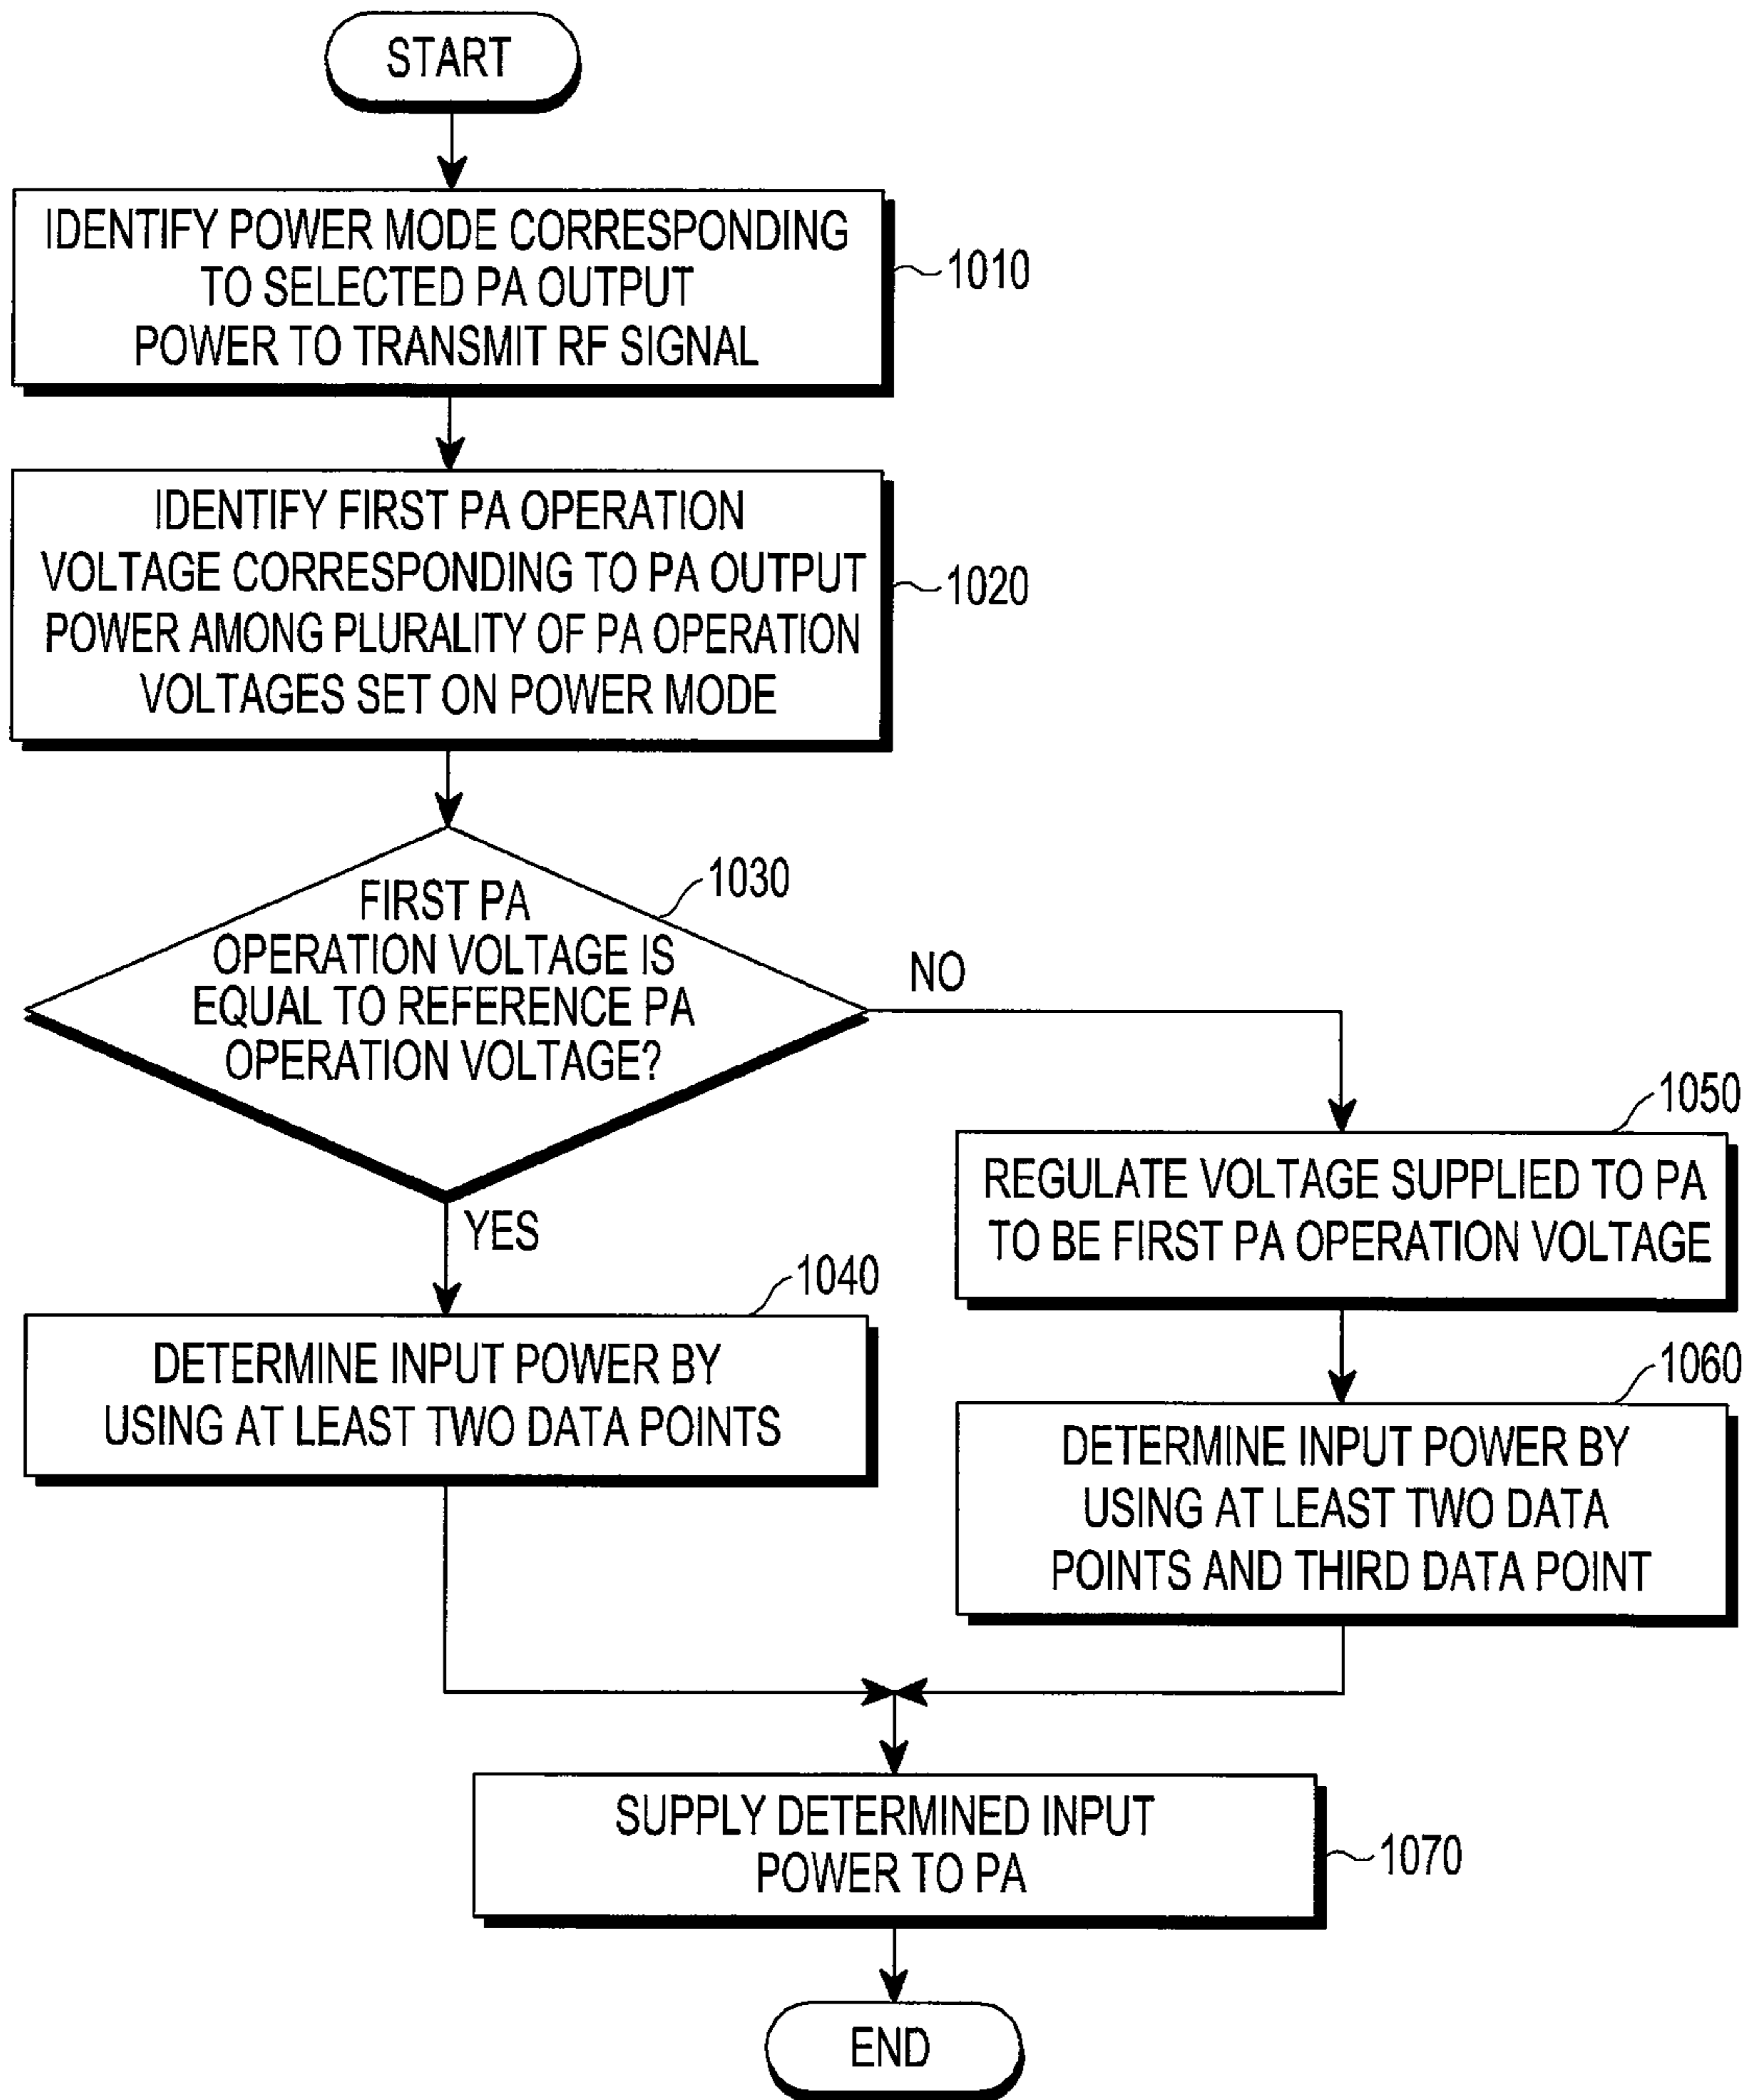 START
IDENTIFY POWER MODE CORRESPONDING
TO SELECTED PA OUTPUT
POWER TO TRANSMIT RF SIGNAL
1010
IDENTIFY FIRST PA OPERATION
VOLTAGE CORRESPONDING TO PA OUTPUT
POWER AMONG PLURALITY OF PA OPERATION
VOLTAGES SET ON POWER MODE
1020
FIRST PA
OPERATION VOLTAGE IS
EQUAL TO REFERENCE PA
OPERATION VOLTAGE?
1030
NO
YES
1040
DETERMINE INPUT POWER BY
USING AT LEAST TWO DATA POINTS
1050
REGULATE VOLTAGE SUPPLIED TO PA
TO BE FIRST PA OPERATION VOLTAGE
1060
DETERMINE INPUT POWER BY
USING AT LEAST TWO DATA
POINTS AND THIRD DATA POINT
SUPPLY DETERMINED INPUT
POWER TO PA
1070
END